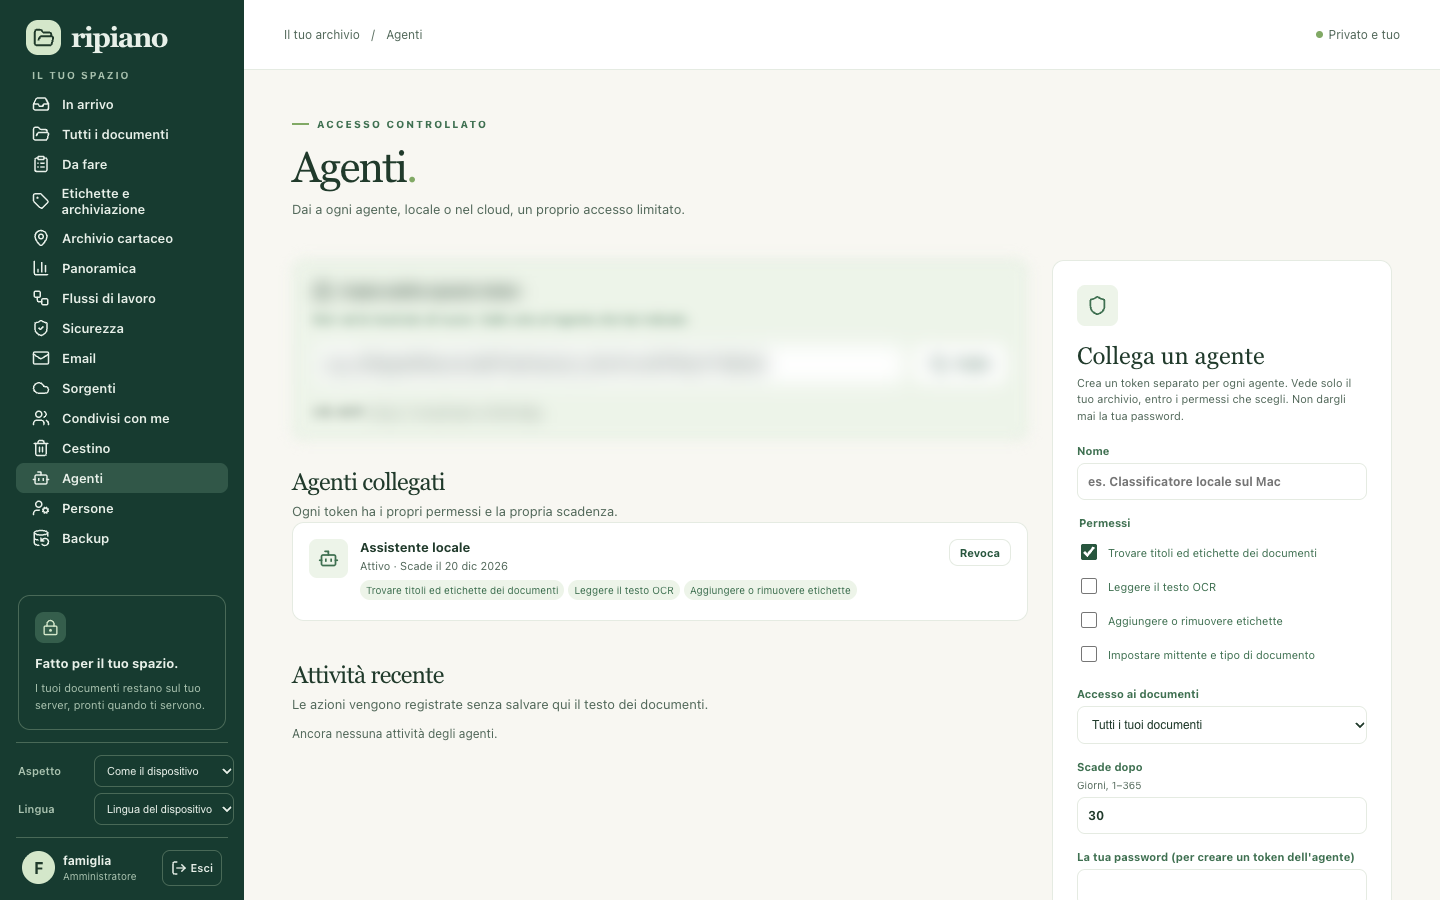 ripiano
IL TUO SPAZIO
In arrivo
Tutti i documenti
Da fare
Etichette e
archiviazione
Archivio cartaceo
Panoramica
Flussi di lavoro
Sicurezza
Email
Sorgenti
Condivisi con me
Cestino
Agenti
Persone
Backup
Fatto per il tuo spazio.
I tuoi documenti restano sul tuo
server, pronti quando ti servono.
Aspetto
Come il dispositivo
Lingua
Lingua del dispositivo
F
famiglia
Amministratore
Esci
Il tuo archivio / Agenti
Privato e tuo
ACCESSO CONTROLLATO
Agenti.
Dai a ogni agente, locale o nel cloud, un proprio accesso limitato.
Agenti collegati
Ogni token ha i propri permessi e la propria scadenza.
Assistente locale
Attivo · Scade il 20 dic 2026
Trovare titoli ed etichette dei documenti
Leggere il testo OCR
Aggiungere o rimuovere etichette
Revoca
Attività recente
Le azioni vengono registrate senza salvare qui il testo dei documenti.
Ancora nessuna attività degli agenti.
Collega un agente
Crea un token separato per ogni agente. Vede solo il
tuo archivio, entro i permessi che scegli. Non dargli
mai la tua password.
Nome
es. Classificatore locale sul Mac
Permessi
Trovare titoli ed etichette dei documenti
Leggere il testo OCR
Aggiungere o rimuovere etichette
Impostare mittente e tipo di documento
Accesso ai documenti
Tutti i tuoi documenti
Scade dopo
Giorni, 1–365
30
La tua password (per creare un token dell'agente)